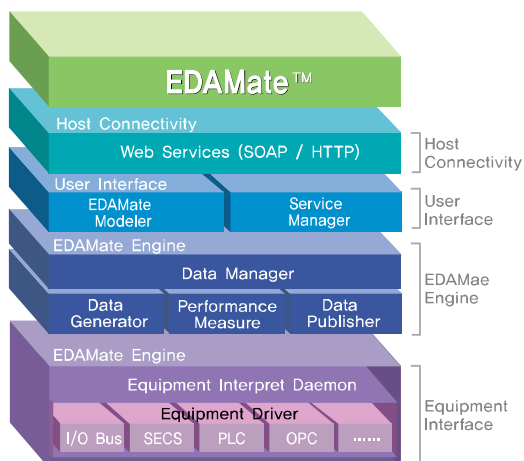 EDAMate™
Host Connectivity
Web Services (SOAP / HTTP)
Host
Connectivity
User Interface
EDAMate
Modeler
Service
Manager
User
Interface
EDAMate Engine
Data Manager
Data
Generator
Performance
Measure
Data
Publisher
EDAMae
Engine
EDAMate Engine
Equipment Interpret Daemon
Equipment Driver
I/O Bus
SECS
PLC
OPC
······
Equipment
Interface